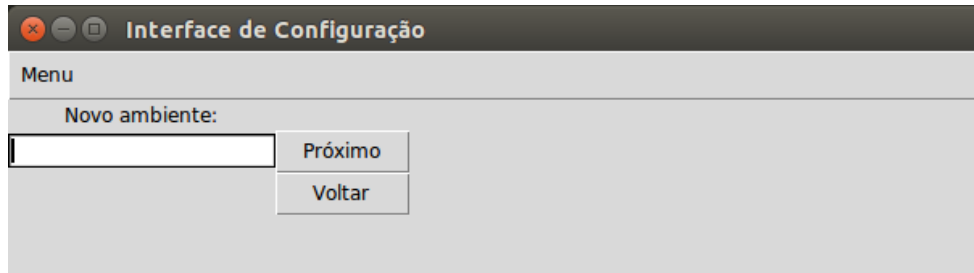 Interface de Configuração
Menu
Novo ambiente:
Próximo
Voltar